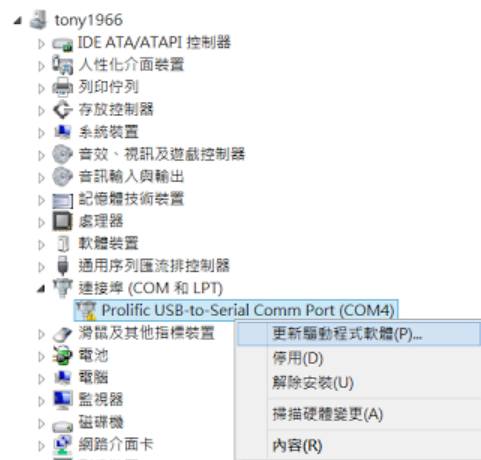 tony1966
IDE ATA/ATAPI 控制器
人性化介面裝置
列印佇列
存放控制器
系統裝置
音效、視訊及遊戲控制器
音訊輸入與輸出
記憶體技術裝置
處理器
軟體裝置
通用序列匯流排控制器
連接埠 (COM 和 LPT)
Prolific USB-to-Serial Comm Port (COM4)
滑鼠及其他指標裝置
電池
電腦
監視器
磁碟機
網路介面卡
更新驅動程式軟體(P)...
停用(D)
解除安裝(U)
掃描硬體變更(A)
內容(R)